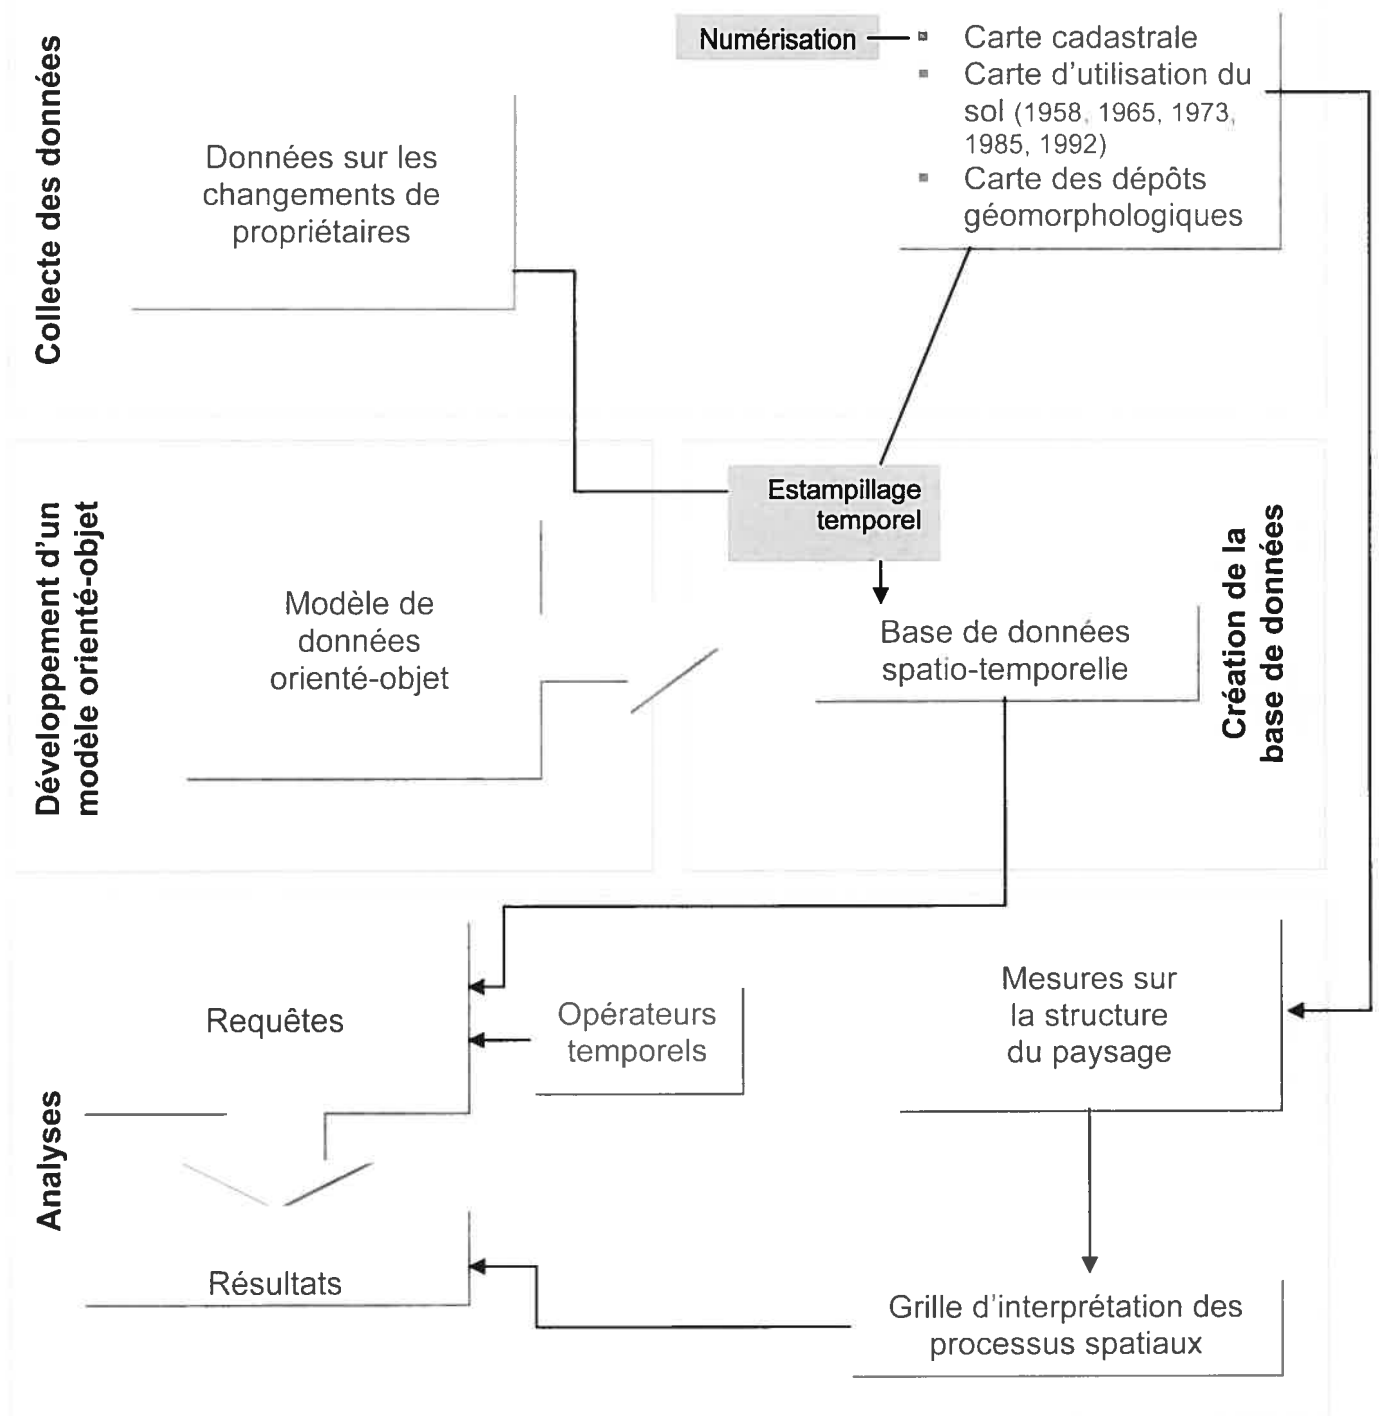 Collecte des données
Numérisation
▪ Carte cadastrale
▪ Carte d'utilisation du
sol (1958, 1965, 1973,
1985, 1992)
▪ Carte des dépôts
géomorphologiques
Données sur les
changements de
propriétaires
Développement d'un
modèle orienté-objet
Modèle de
données
orienté-objet
Estampillage
temporel
Base de données
spatio-temporelle
Création de la
base de données
Analyses
Requêtes
Opérateurs
temporels
Mesures sur
la structure
du paysage
Résultats
Grille d'interprétation des
processus spatiaux